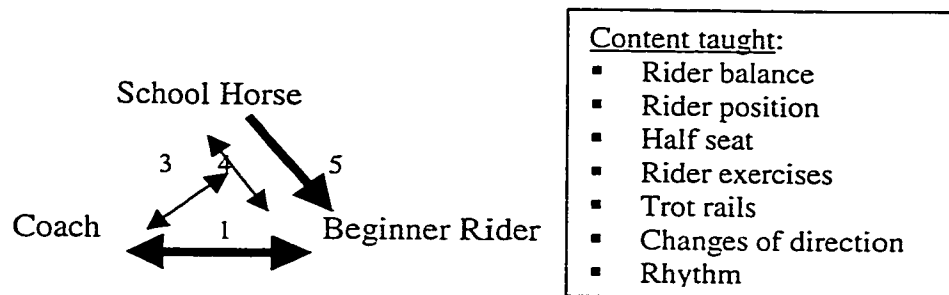 School Horse
3
4
5
Coach
1
Beginner Rider
Content taught:
▪ Rider balance
▪ Rider position
▪ Half seat
▪ Rider exercises
▪ Trot rails
▪ Changes of direction
▪ Rhythm